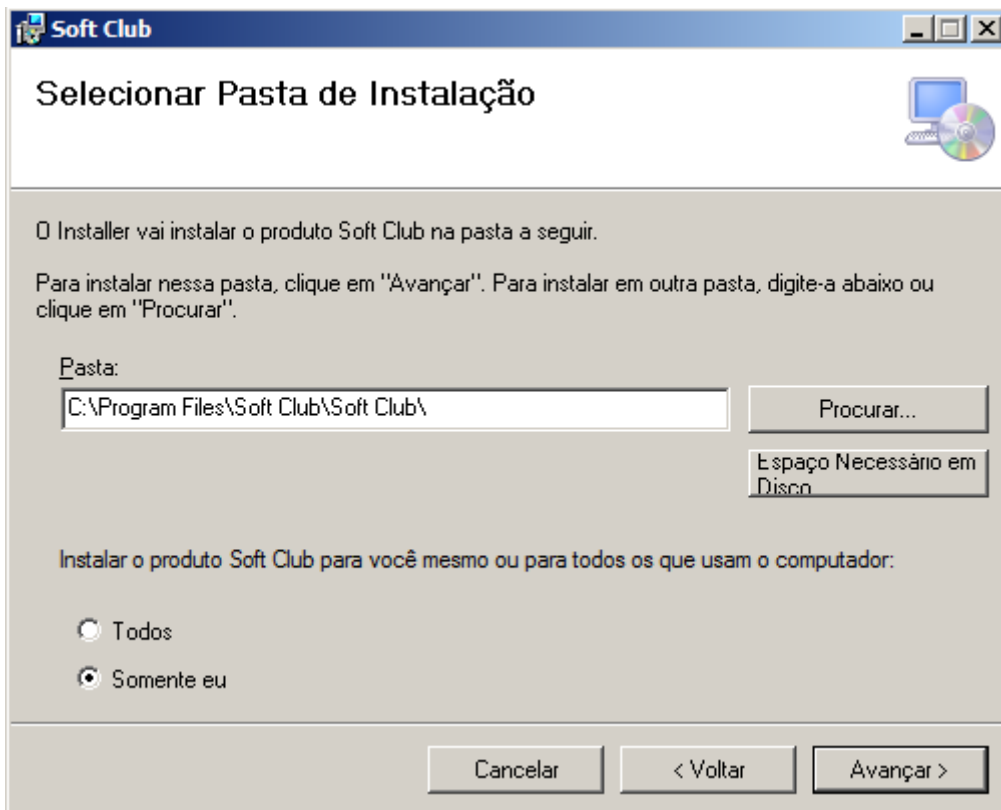 Soft Club
Selecionar Pasta de Instalação
O Installer vai instalar o produto Soft Club na pasta a seguir.
Para instalar nessa pasta, clique em "Avançar". Para instalar em outra pasta, digite-a abaixo ou
clique em "Procurar".
Pasta:
C:\Program Files\Soft Club\Soft Club\
Procurar...
Espaço Necessário em
Disco
Instalar o produto Soft Club para você mesmo ou para todos os que usam o computador:
Todos
Somente eu
Cancelar
< Voltar
Avançar >